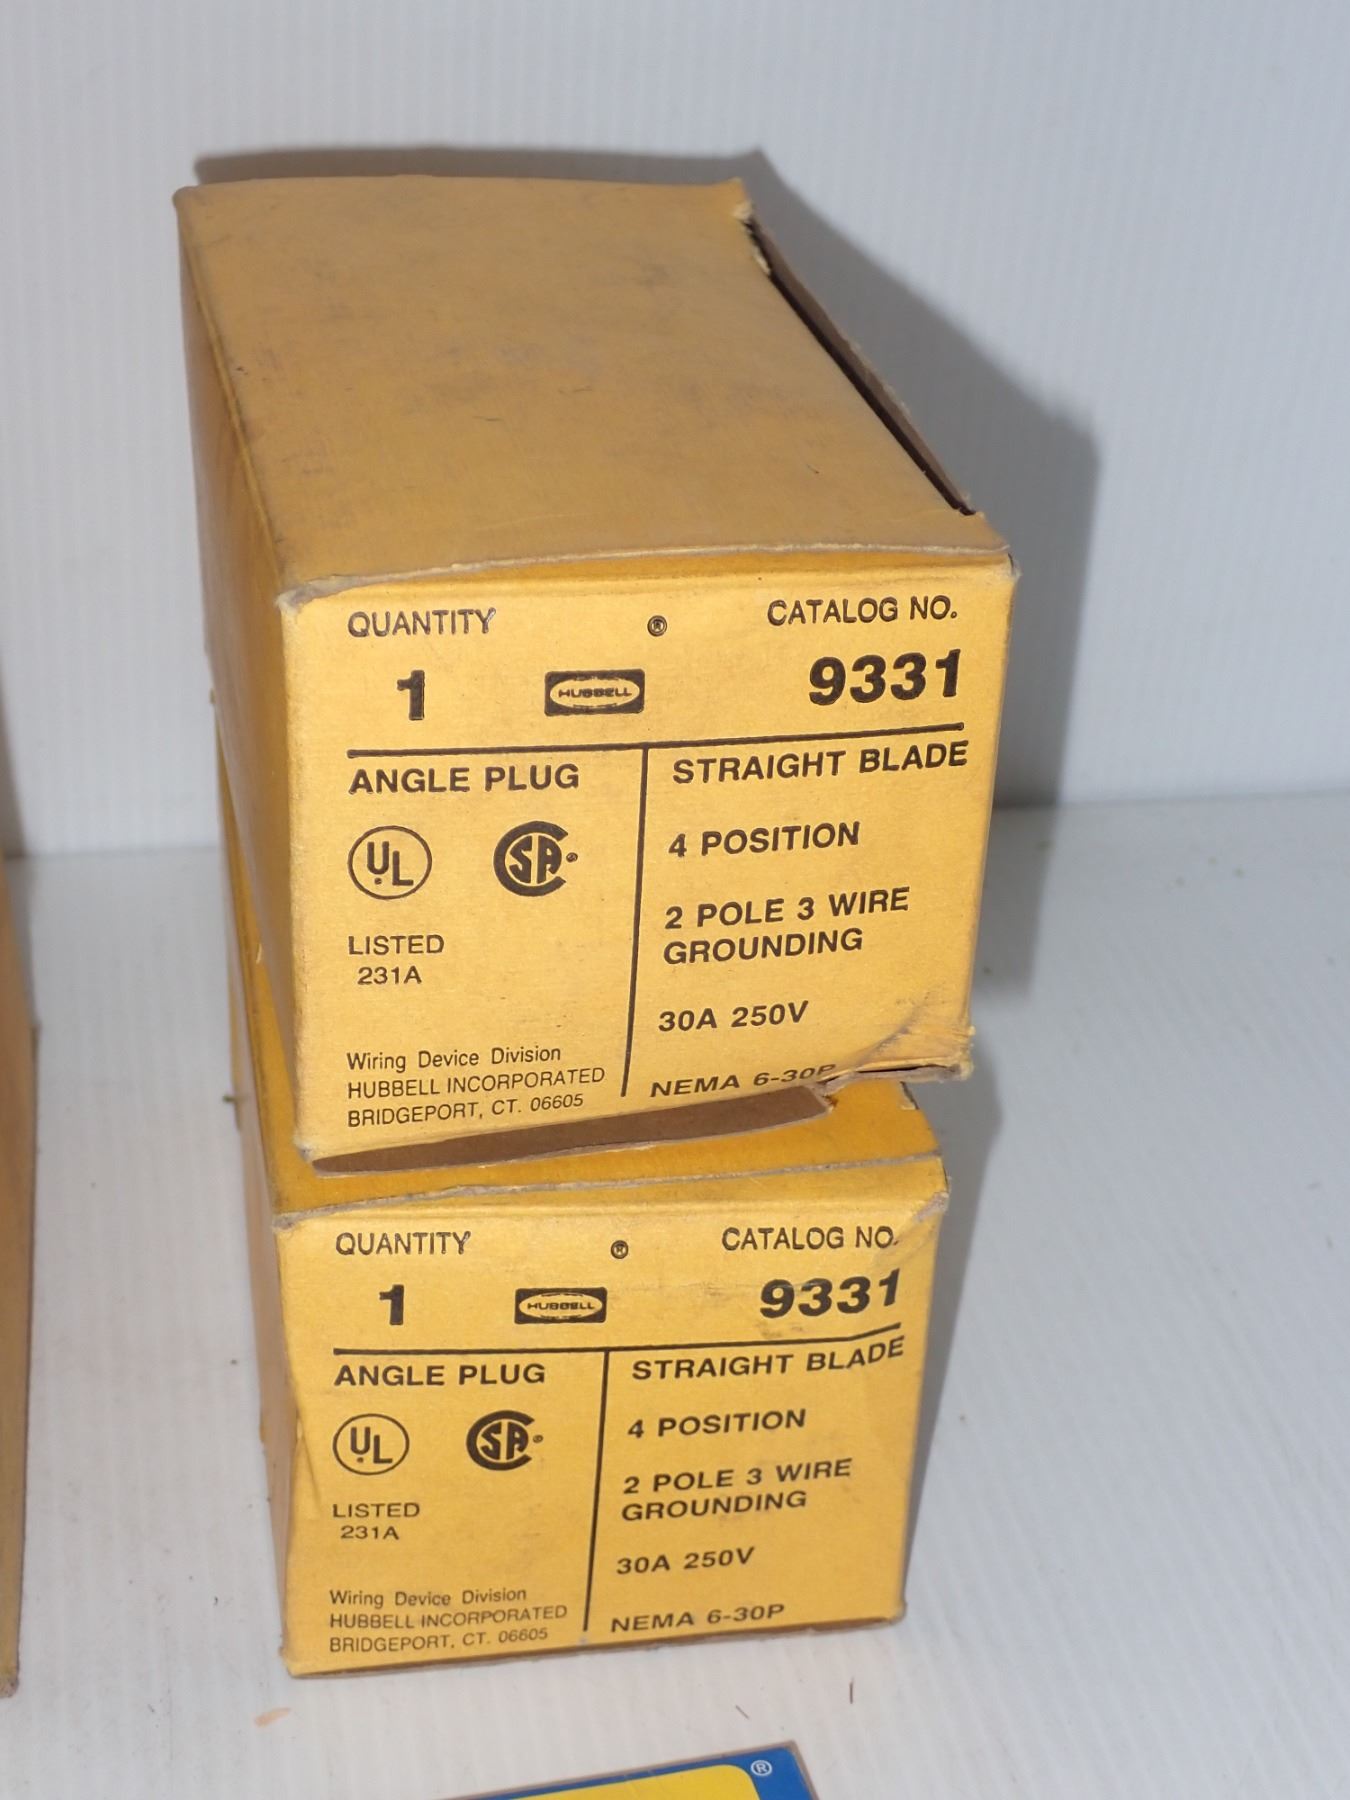 QUANTITY ® CATALOG NO.
1 HUBBELL 9331
ANGLE PLUG
UL SA®
LISTED
231A
Wiring Device Division
HUBBELL INCORPORATED
BRIDGEPORT, CT. 06605
STRAIGHT BLADE
4 POSITION
2 POLE 3 WIRE
GROUNDING
30A 250V
NEMA 6-30P
QUANTITY ® CATALOG NO.
1 HUBBELL 9331
ANGLE PLUG
UL SA®
LISTED
231A
Wiring Device Division
HUBBELL INCORPORATED
BRIDGEPORT, CT. 06605
STRAIGHT BLADE
4 POSITION
2 POLE 3 WIRE
GROUNDING
30A 250V
NEMA 6-30P
®